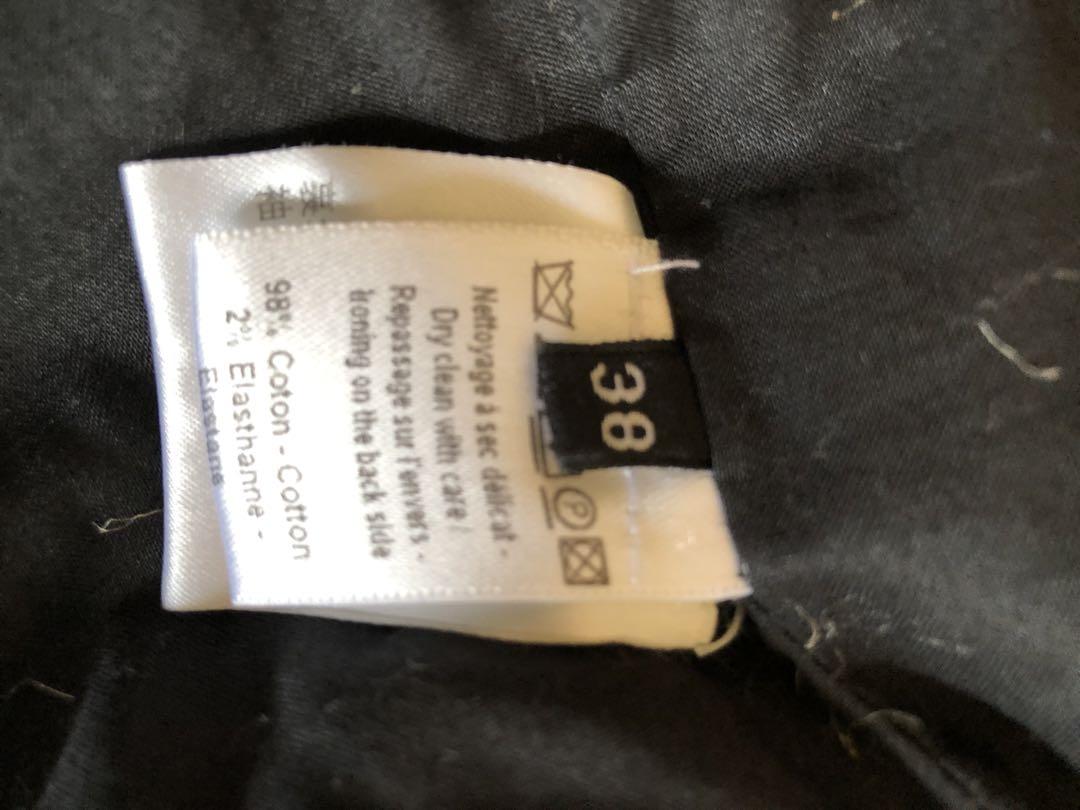 38
P
Nettoyage à sec délicat -
Dry clean with care /
Repassage sur l'envers -
Ironing on the back side
98% Coton - Cotton
2% Elasthanne -
Elastane